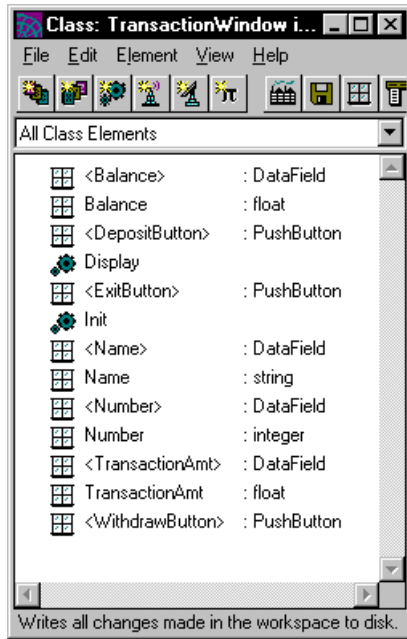 Class: TransactionWindow i...
File Edit Element View Help
π
All Class Elements
<Balance> : DataField
Balance : float
<DepositButton> : PushButton
Display
<ExitButton> : PushButton
Init
<Name> : DataField
Name : string
<Number> : DataField
Number : integer
<TransactionAmt> : DataField
TransactionAmt : float
<WithdrawButton> : PushButton
Writes all changes made in the workspace to disk.